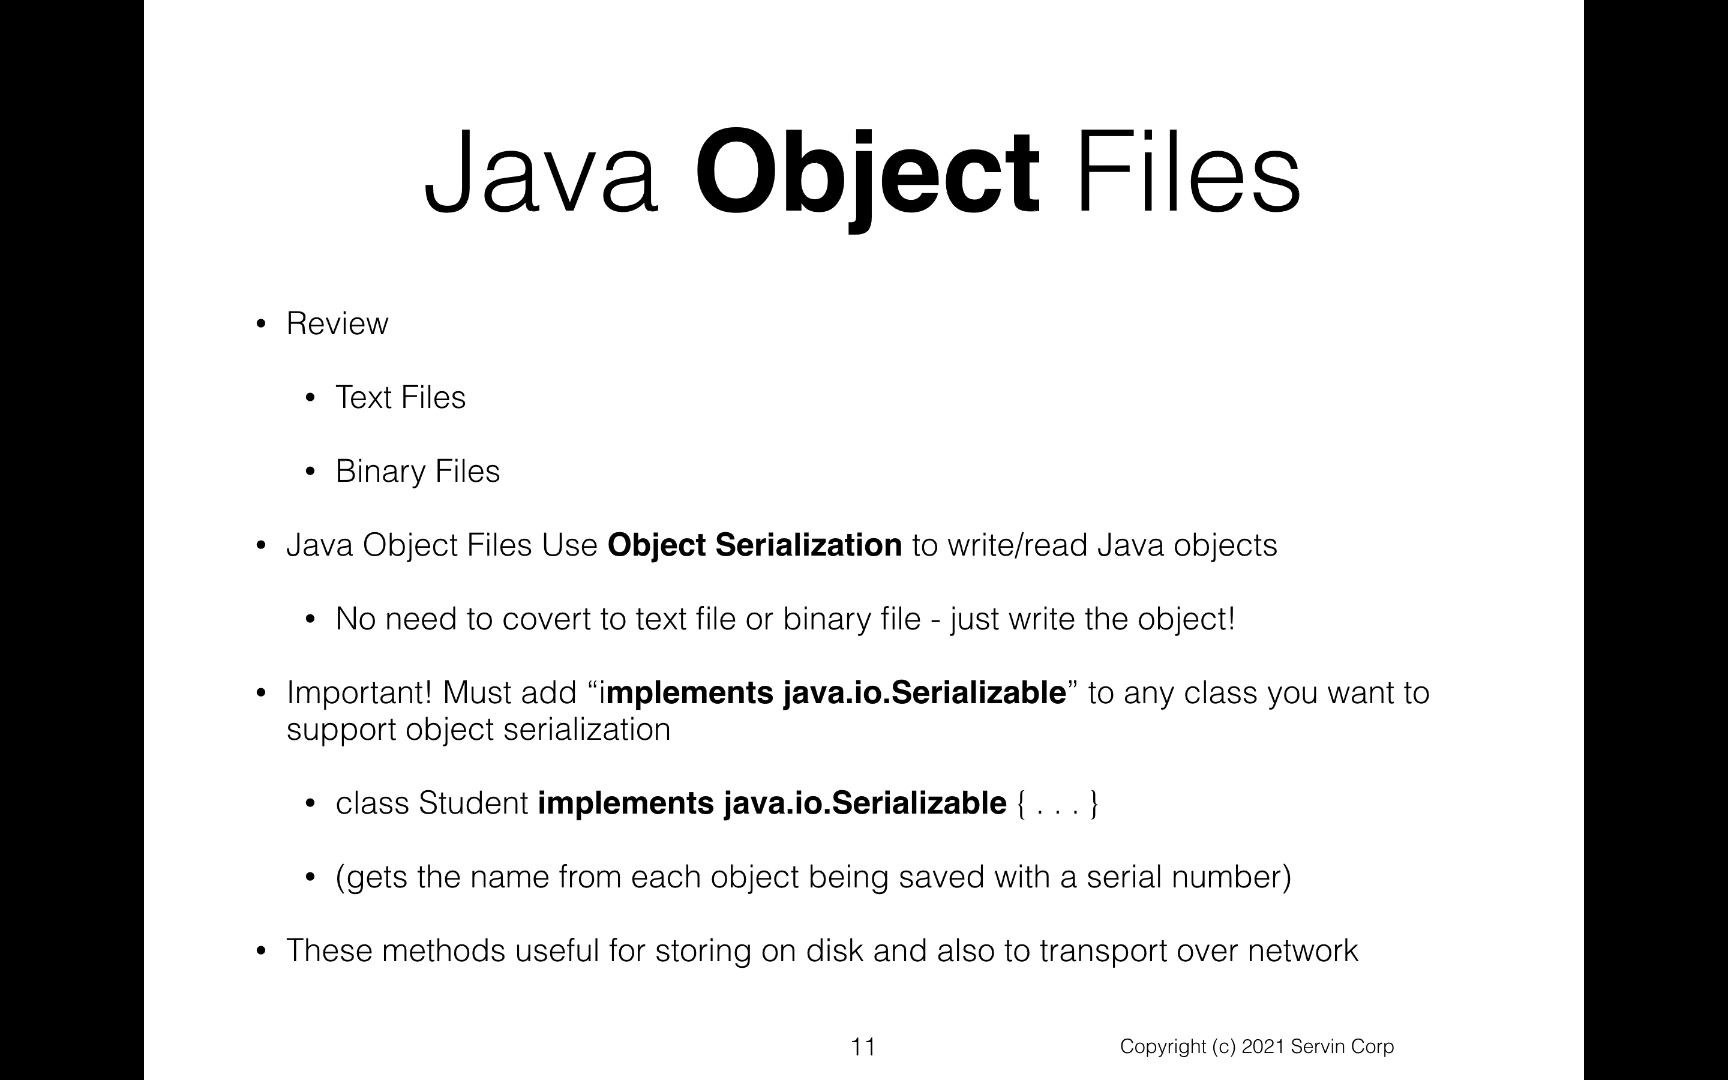 Java Object Files
• Review
• Text Files
• Binary Files
• Java Object Files Use Object Serialization to write/read Java objects
• No need to covert to text file or binary file - just write the object!
• Important! Must add “implements java.io.Serializable” to any class you want to
support object serialization
• class Student implements java.io.Serializable { . . . }
• (gets the name from each object being saved with a serial number)
• These methods useful for storing on disk and also to transport over network
11
Copyright (c) 2021 Servin Corp